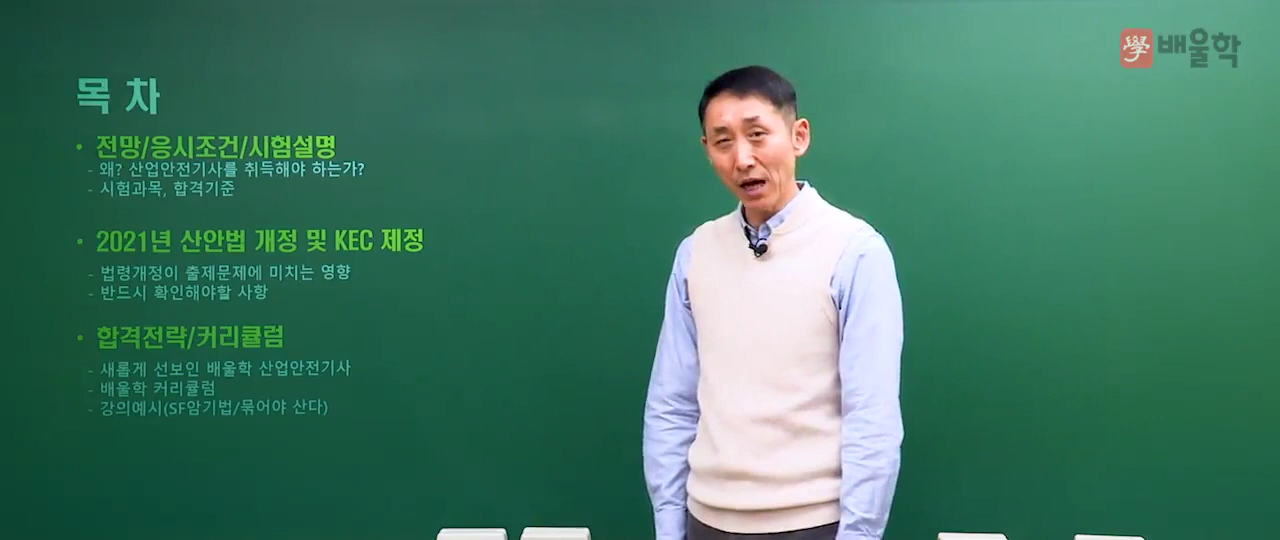 學배울학
목 차
• 전망/응시조건/시험설명
- 왜? 산업안전기사를 취득해야 하는가?
- 시험과목, 합격기준
• 2021년 산안법 개정 및 KEC 제정
- 법령개정이 출제문제에 미치는 영향
- 반드시 확인해야할 사항
• 합격전략/커리큘럼
- 새롭게 선보인 배울학 산업안전기사
- 배울학 커리큘럼
- 강의예시(SF암기법/묶어야 산다)